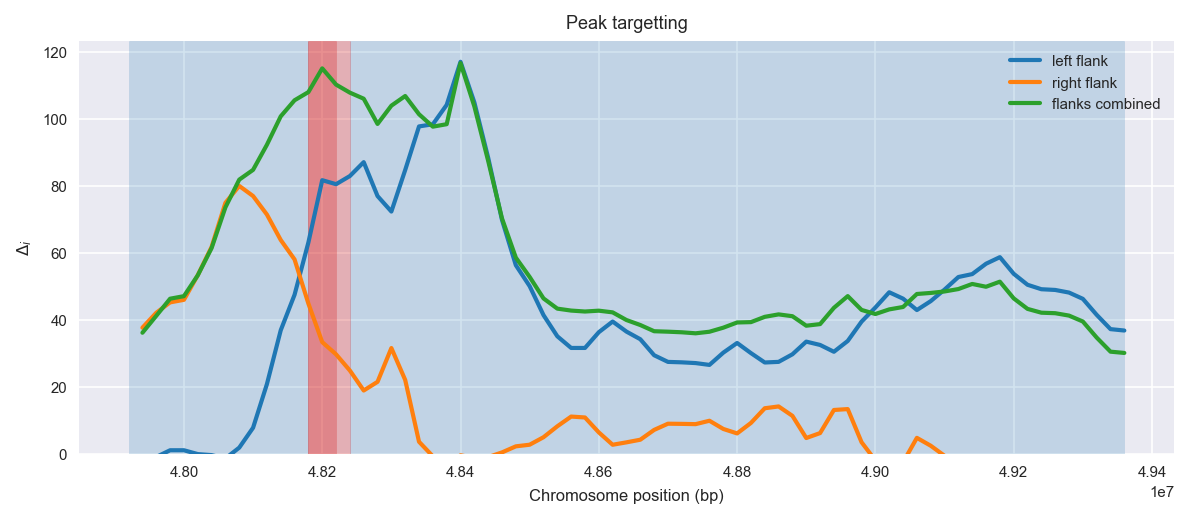 Peak targetting
120
100
80
60
40
20
0
Δi
left flank
right flank
flanks combined
4.80 4.82 4.84 4.86 4.88 4.90 4.92 4.94
1e7
Chromosome position (bp)